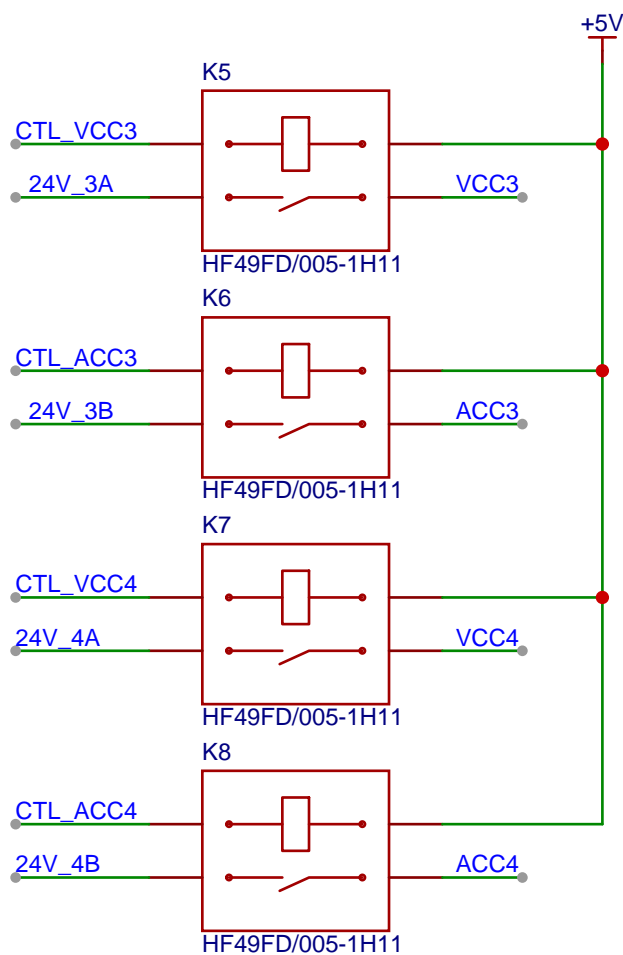 +5V
K5
CTL_VCC3
24V_3A
VCC3
HF49FD/005-1H11
K6
CTL_ACC3
24V_3B
ACC3
HF49FD/005-1H11
K7
CTL_VCC4
24V_4A
VCC4
HF49FD/005-1H11
K8
CTL_ACC4
24V_4B
ACC4
HF49FD/005-1H11